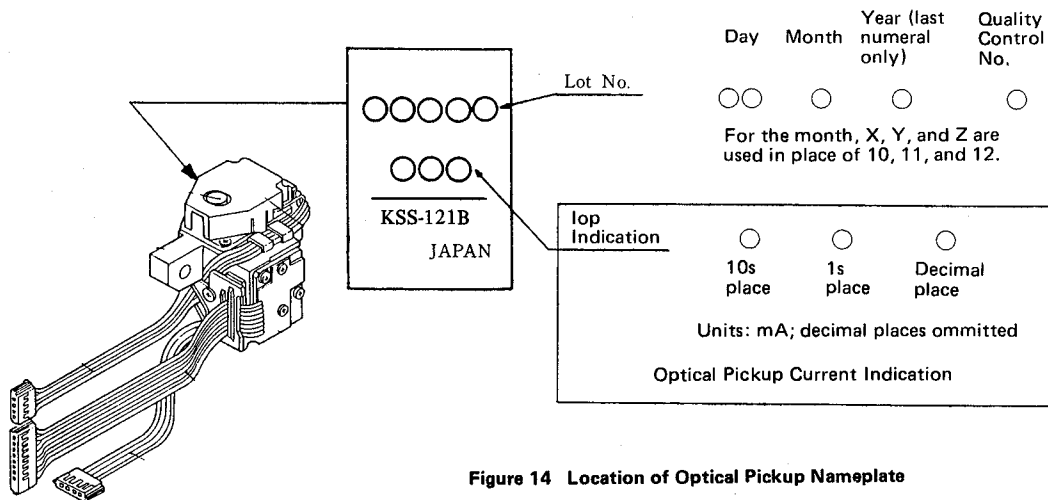 Lot No.
KSS-121B
JAPAN
Day Month Year (last numeral only) Quality Control No.
For the month, X, Y, and Z are
used in place of 10, 11, and 12.
Iop
Indication
10s place 1s place Decimal place
Units: mA; decimal places ommitted
Optical Pickup Current Indication
Figure 14 Location of Optical Pickup Nameplate